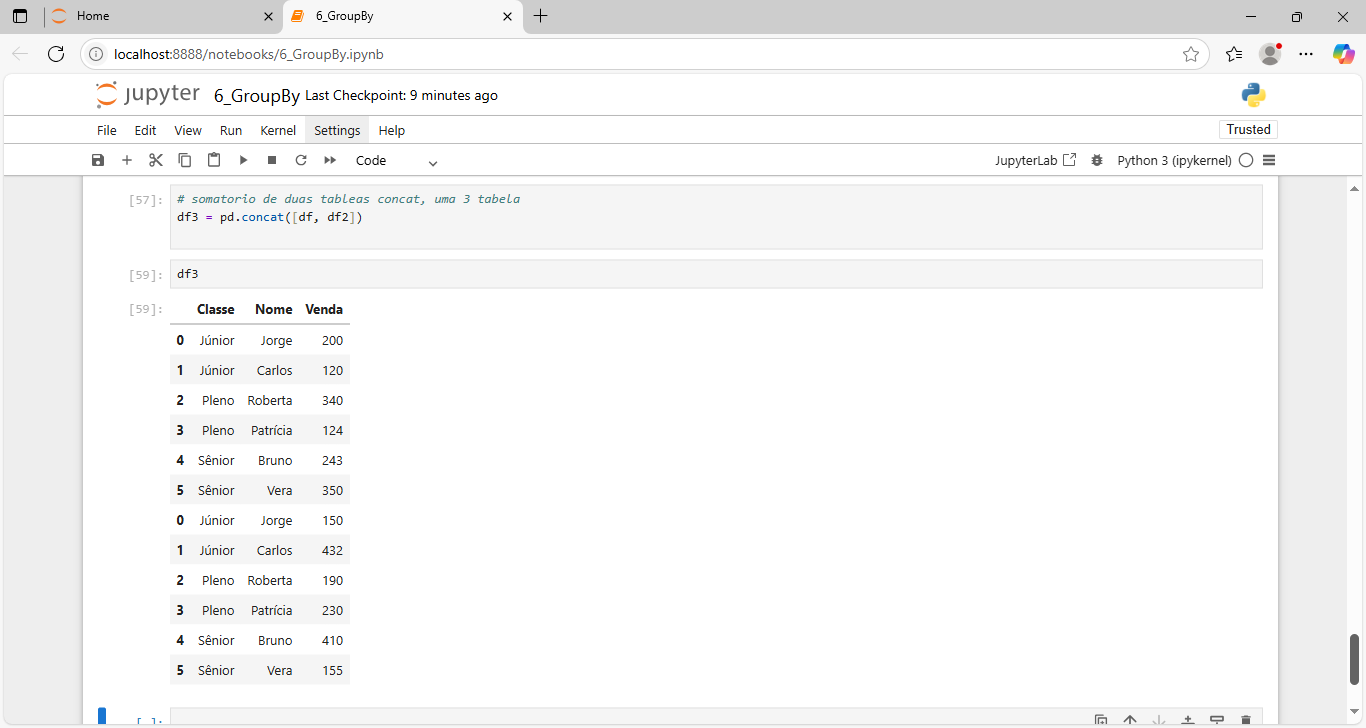 Home
6_GroupBy
localhost:8888/notebooks/6_GroupBy.ipynb
jupyter 6_GroupBy Last Checkpoint: 9 minutes ago
File Edit View Run Kernel Settings Help
Trusted
Code
JupyterLab
Python 3 (ipykernel)
[57]: # somatorio de duas tableas concat, uma 3 tabela
df3 = pd.concat([df, df2])
[59]: df3
[59]: Classe Nome Venda
0 Júnior Jorge 200
1 Júnior Carlos 120
2 Pleno Roberta 340
3 Pleno Patrícia 124
4 Sênior Bruno 243
5 Sênior Vera 350
0 Júnior Jorge 150
1 Júnior Carlos 432
2 Pleno Roberta 190
3 Pleno Patrícia 230
4 Sênior Bruno 410
5 Sênior Vera 155
[ ]: